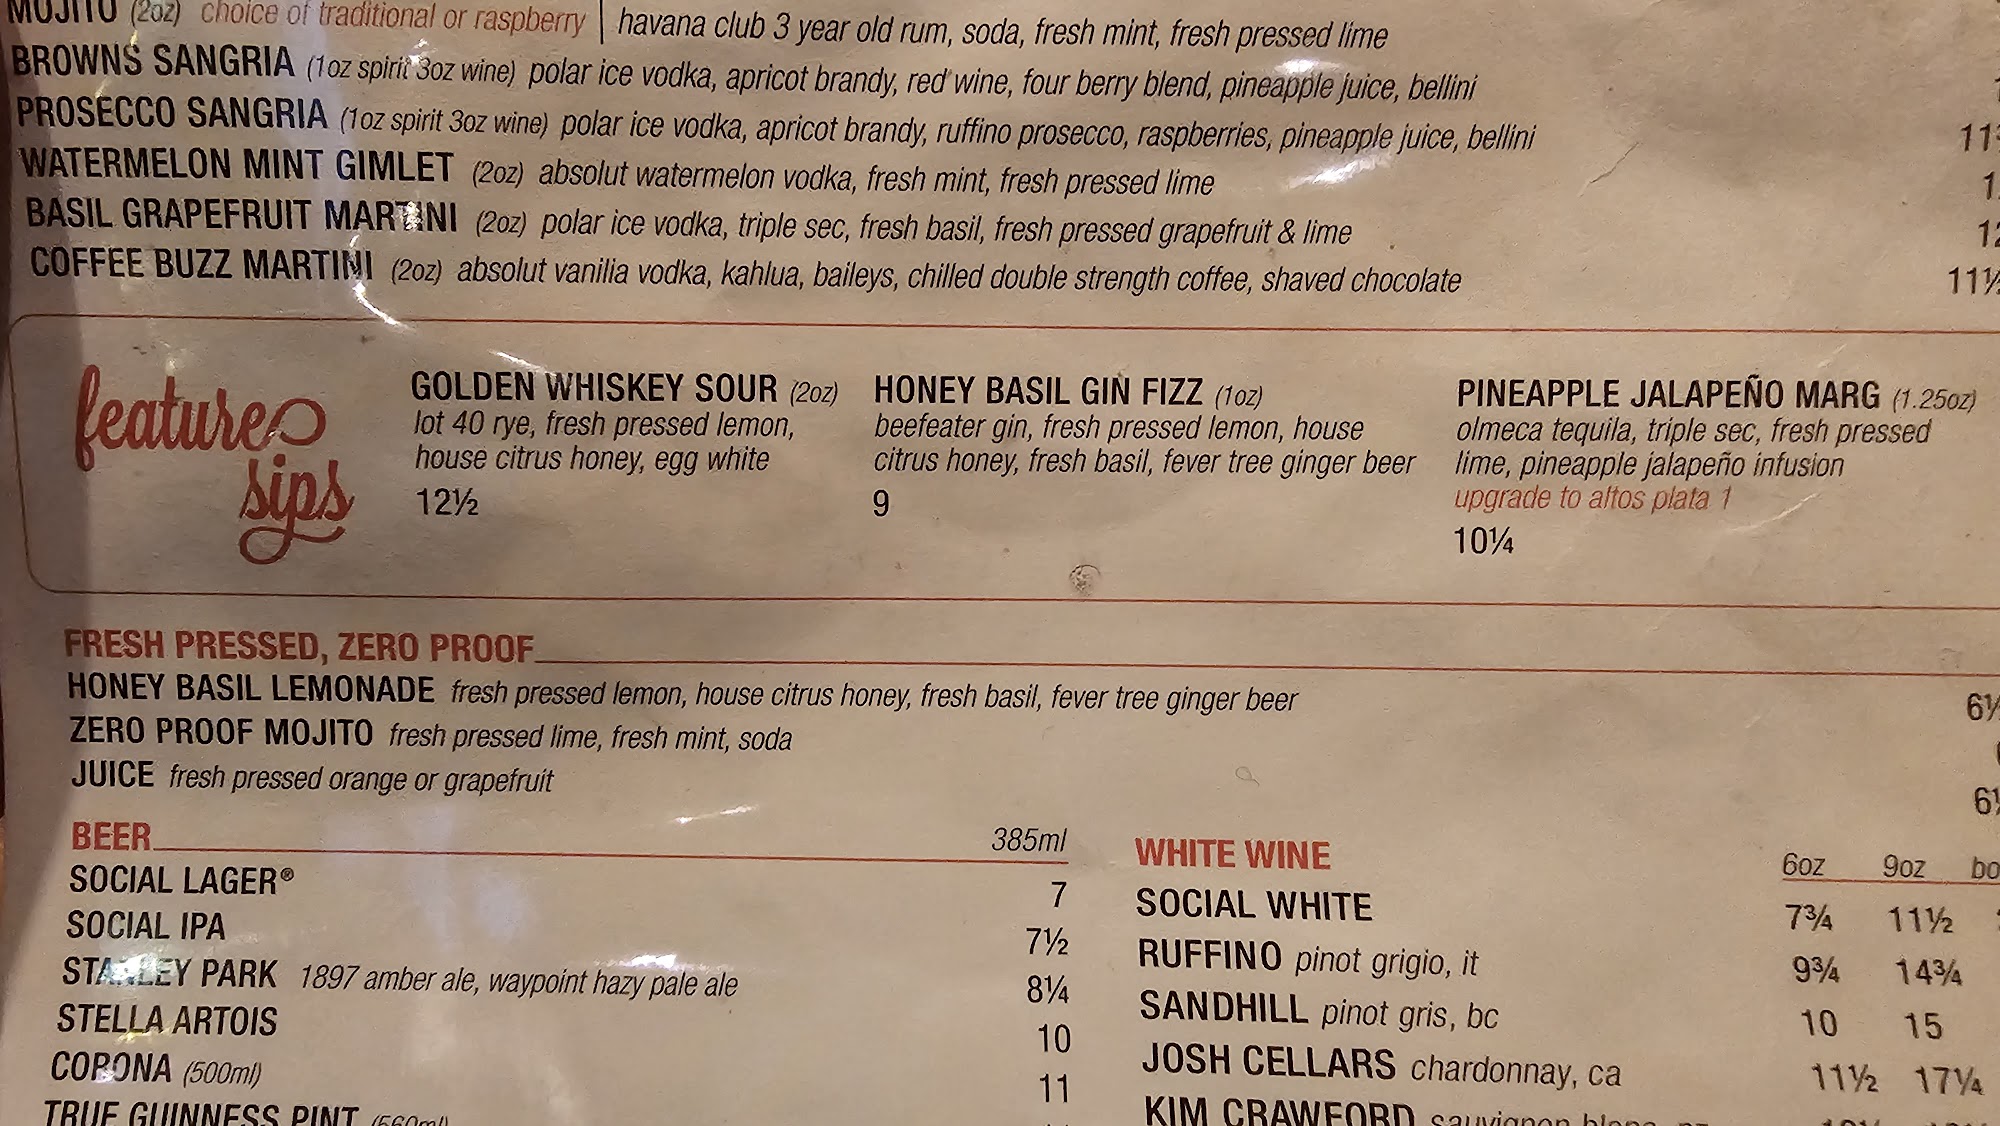 MOJITO (2oz) choice of traditional or raspberry | havana club 3 year old rum, soda, fresh mint, fresh pressed lime
BROWNS SANGRIA (1oz spirit 3oz wine) polar ice vodka, apricot brandy, red wine, four berry blend, pineapple juice, bellini
PROSECCO SANGRIA (1oz spirit 3oz wine) polar ice vodka, apricot brandy, ruffino prosecco, raspberries, pineapple juice, bellini
WATERMELON MINT GIMLET (2oz) absolut watermelon vodka, fresh mint, fresh pressed lime
BASIL GRAPEFRUIT MARTINI (2oz) polar ice vodka, triple sec, fresh basil, fresh pressed grapefruit & lime
COFFEE BUZZ MARTINI (2oz) absolut vanilia vodka, kahlua, baileys, chilled double strength coffee, shaved chocolate 11½
feature
sips
GOLDEN WHISKEY SOUR (2oz)
lot 40 rye, fresh pressed lemon,
house citrus honey, egg white
12½
HONEY BASIL GIN FIZZ (1oz)
beefeater gin, fresh pressed lemon, house
citrus honey, fresh basil, fever tree ginger beer
9
PINEAPPLE JALAPEÑO MARG (1.25oz)
olmeca tequila, triple sec, fresh pressed
lime, pineapple jalapeño infusion
upgrade to altos plata 1
10¼
FRESH PRESSED, ZERO PROOF
HONEY BASIL LEMONADE fresh pressed lemon, house citrus honey, fresh basil, fever tree ginger beer
ZERO PROOF MOJITO fresh pressed lime, fresh mint, soda
JUICE fresh pressed orange or grapefruit
BEER 385ml
SOCIAL LAGER® 7
SOCIAL IPA 7½
STANLEY PARK 1897 amber ale, waypoint hazy pale ale 8¼
STELLA ARTOIS 10
CORONA (500ml) 11
TRUE GUINNESS PINT (560ml)
WHITE WINE 6oz 9oz
SOCIAL WHITE 7¾ 11½
RUFFINO pinot grigio, it 9¾ 14¾
SANDHILL pinot gris, bc 10 15
JOSH CELLARS chardonnay, ca 11½ 17¼
KIM CRAWFORD sauvignon